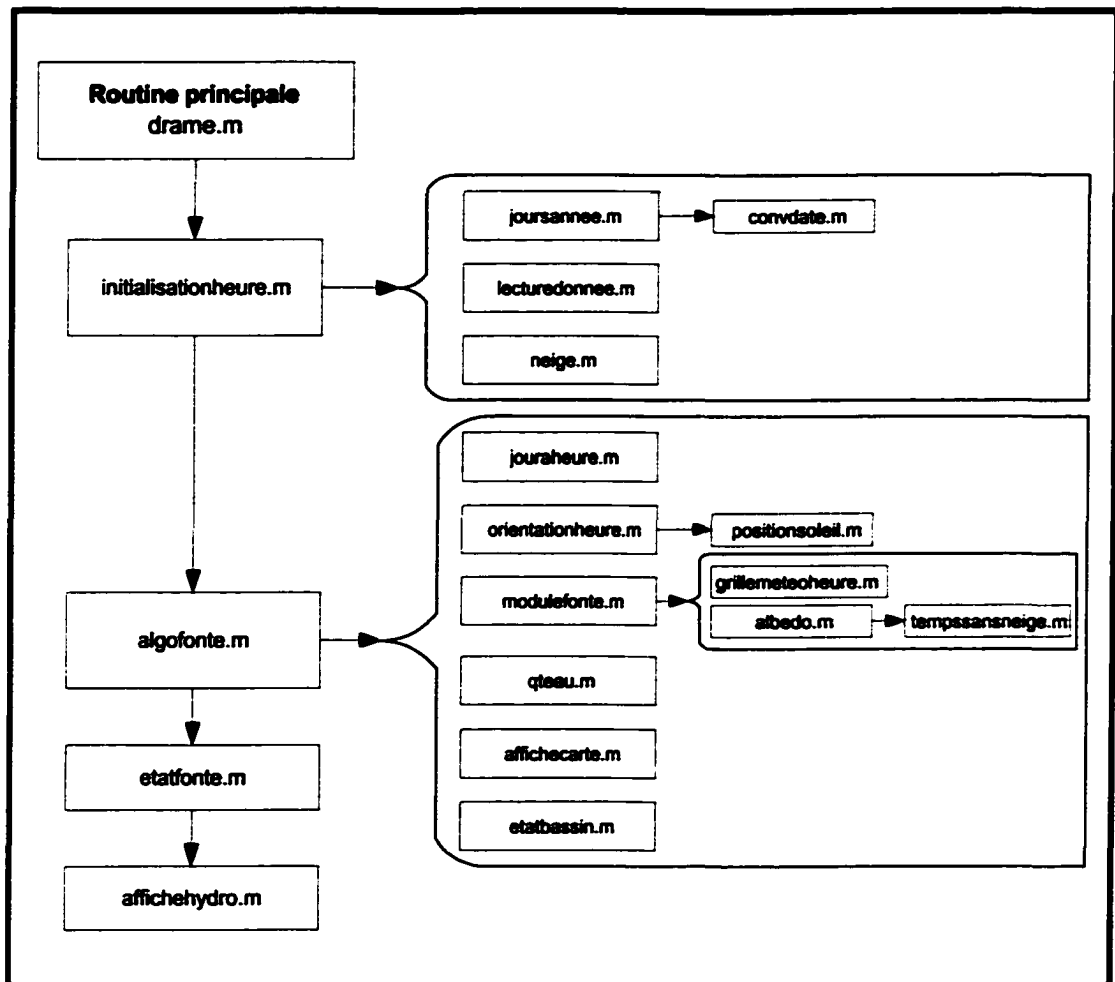 Routine principale
drame.m
initialisationheure.m
joursannee.m
convdate.m
lecturedonnee.m
neige.m
algofonte.m
jouraheure.m
orientationheure.m
positionsoleil.m
modulefonte.m
grillemeteoheure.m
albedo.m
tempssansneige.m
qteau.m
affichecarte.m
etatbassin.m
etatfonte.m
affichehydro.m